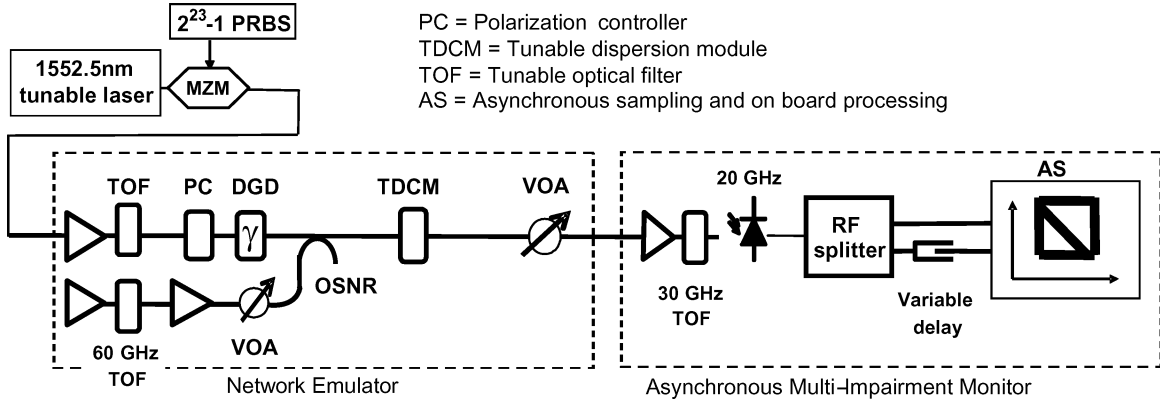 2^23-1 PRBS
1552.5nm
tunable laser
MZM
PC = Polarization controller
TDCM = Tunable dispersion module
TOF = Tunable optical filter
AS = Asynchronous sampling and on board processing
TOF
PC
DGD
γ
TDCM
VOA
OSNR
VOA
60 GHz
TOF
Network Emulator
20 GHz
30 GHz
TOF
RF
splitter
Variable
delay
AS
Asynchronous Multi-Impairment Monitor